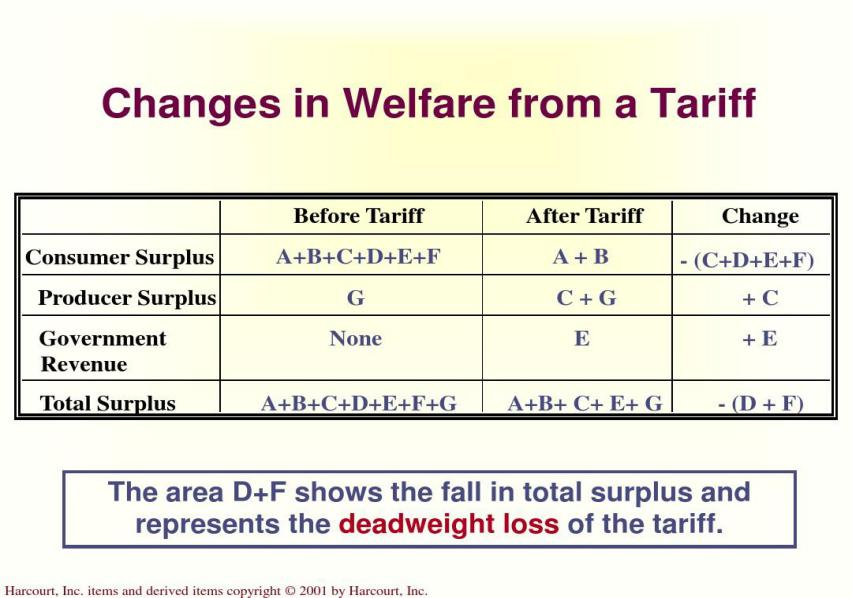 Changes in Welfare from a Tariff
Before Tariff After Tariff Change
Consumer Surplus A+B+C+D+E+F A + B - (C+D+E+F)
Producer Surplus G C + G + C
Government None E + E
Revenue
Total Surplus A+B+C+D+E+F+G A+B+ C+ E+ G - (D + F)
The area D+F shows the fall in total surplus and
represents the deadweight loss of the tariff.
Harcourt, Inc. items and derived items copyright © 2001 by Harcourt, Inc.